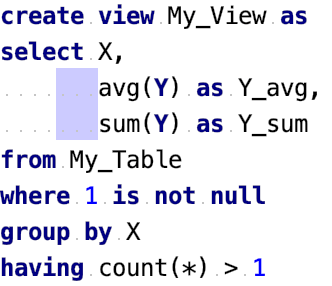 create view My_View as
select X,
       avg(Y) as Y_avg,
       sum(Y) as Y_sum
from My_Table
where 1 is not null
group by X
having count(*) > 1